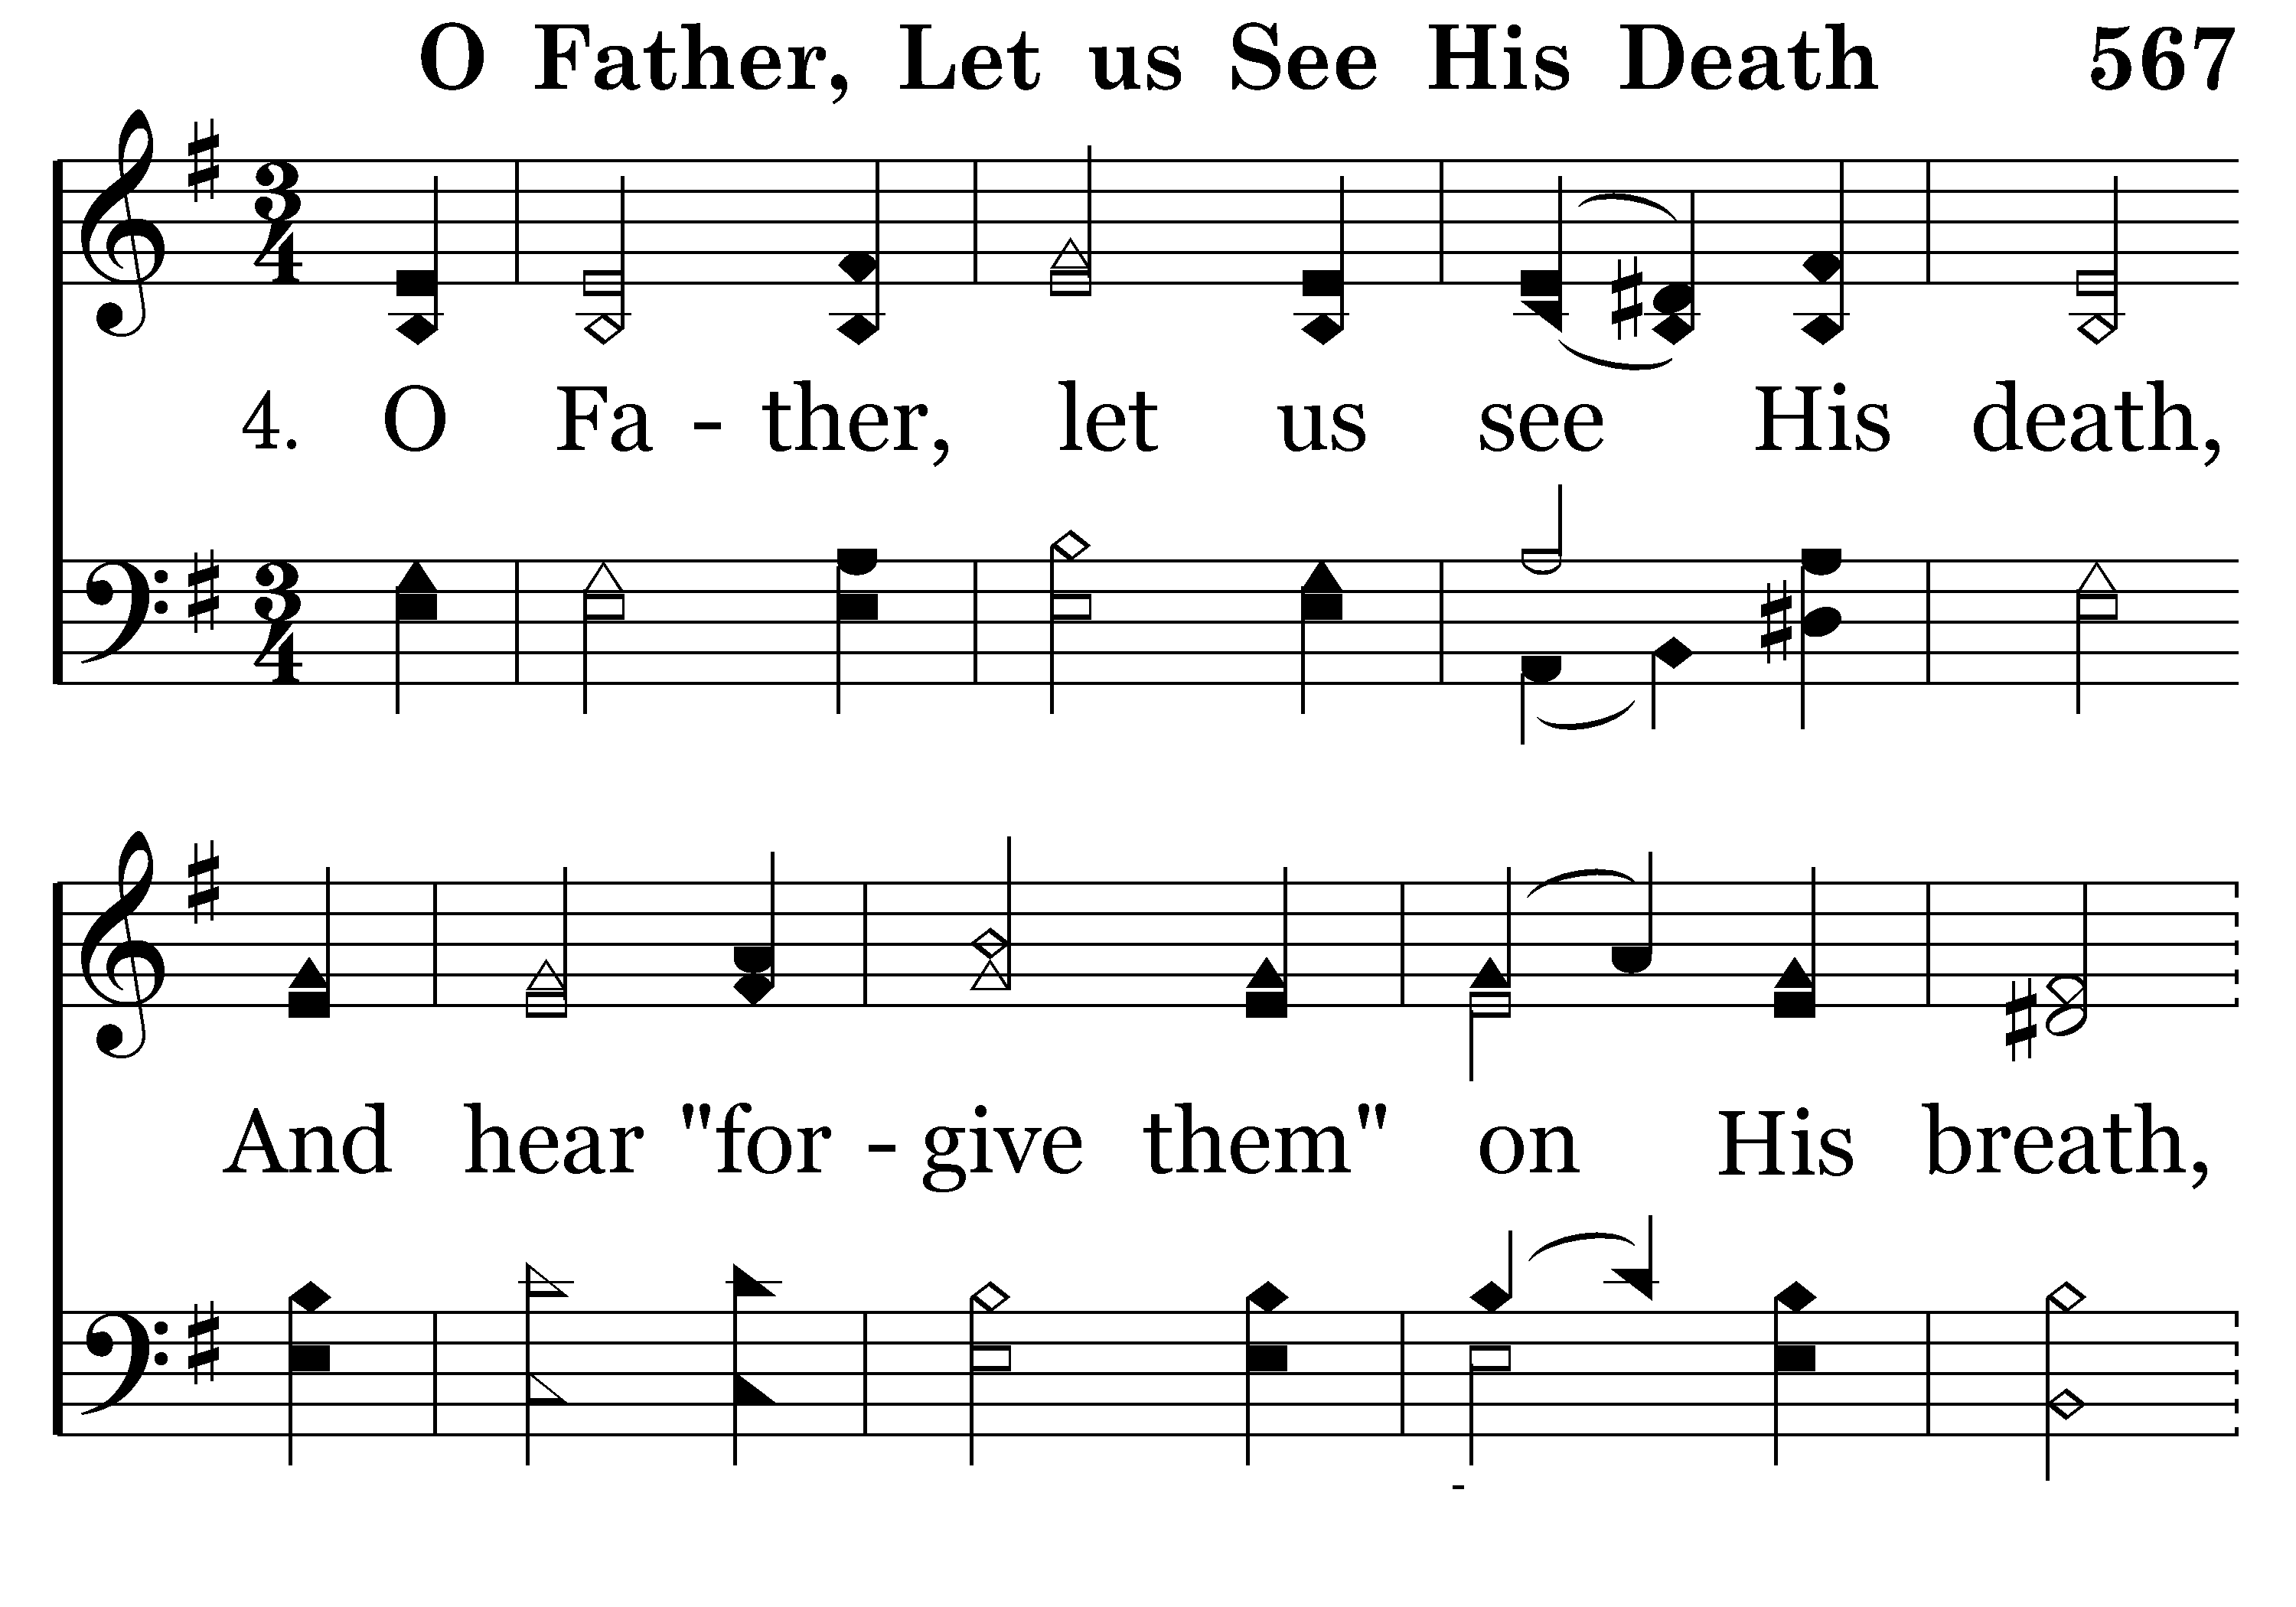 O Father, Let us See His Death 567
4. O Fa - ther, let us see His death,
And hear "for - give them" on His breath,